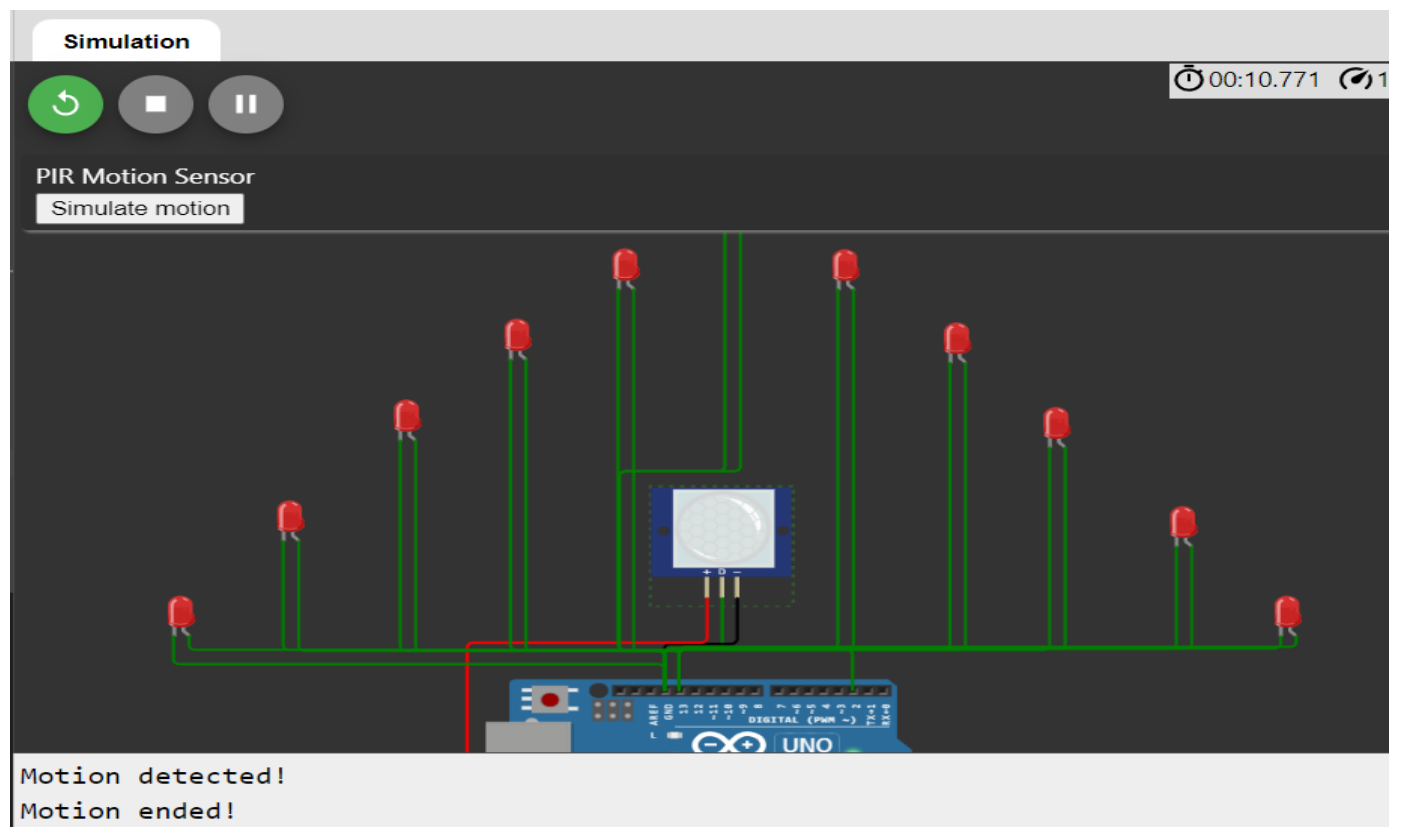 Simulation
00:10.771 1
PIR Motion Sensor
Simulate motion
+ D -
AREF GND 13 12 ~11 ~10 ~9 8 7 ~6 ~5 4 ~3 2 TX→1 RX←0
DIGITAL (PWM ~)
L
UNO
Motion detected!
Motion ended!